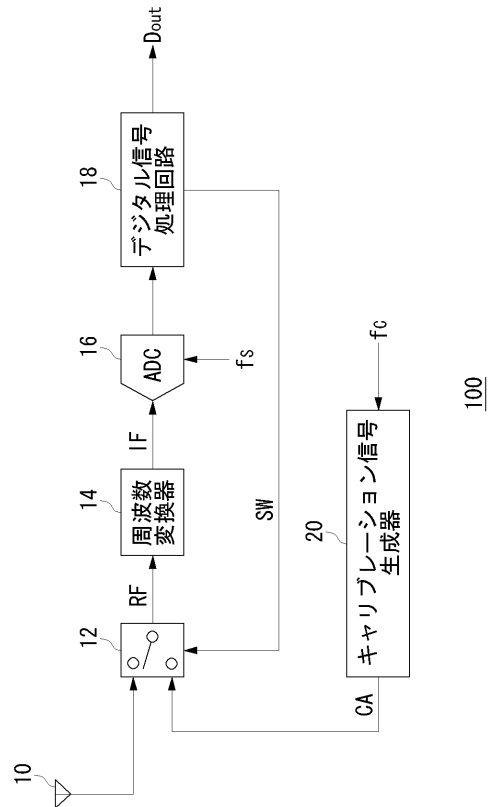 10
12
RF
14
周波数
変換器
IF
16
ADC
fs
18
デジタル信号
処理回路
Dout
SW
CA
20
キャリブレーション信号
生成器
fc
100